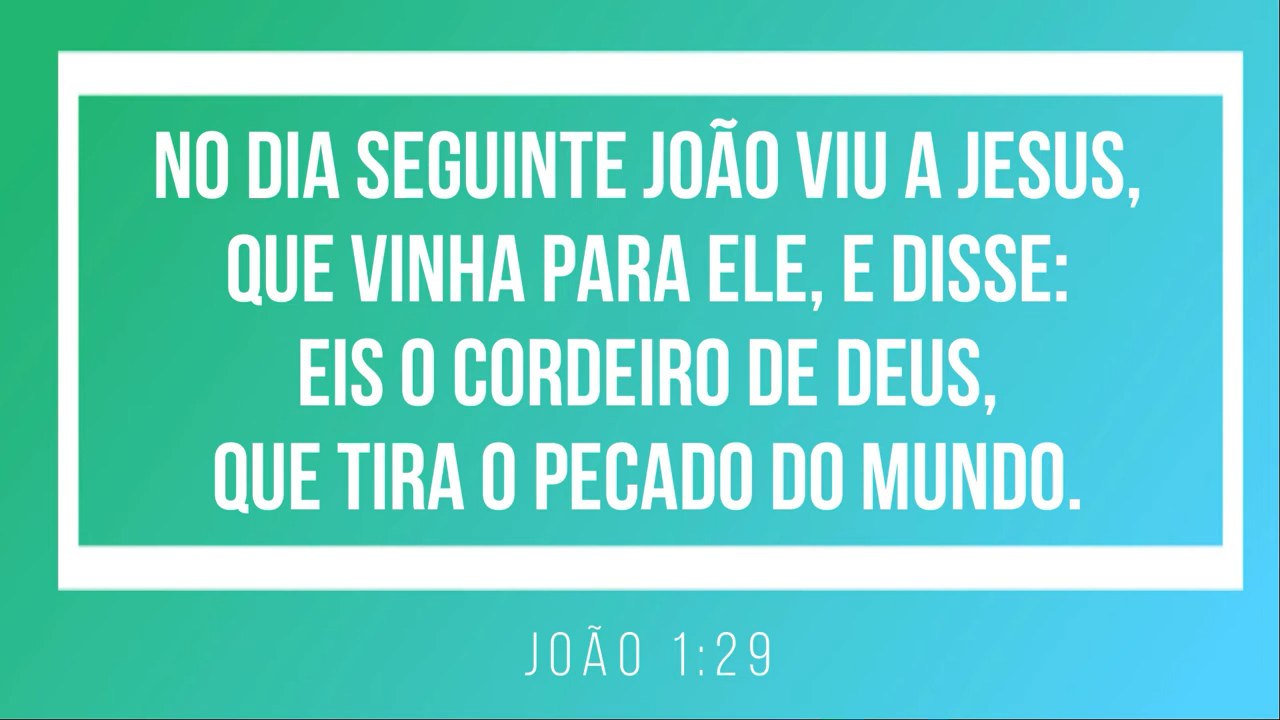 NO DIA SEGUINTE JOÃO VIU A JESUS,
QUE VINHA PARA ELE, E DISSE:
EIS O CORDEIRO DE DEUS,
QUE TIRA O PECADO DO MUNDO.
JOÃO 1:29